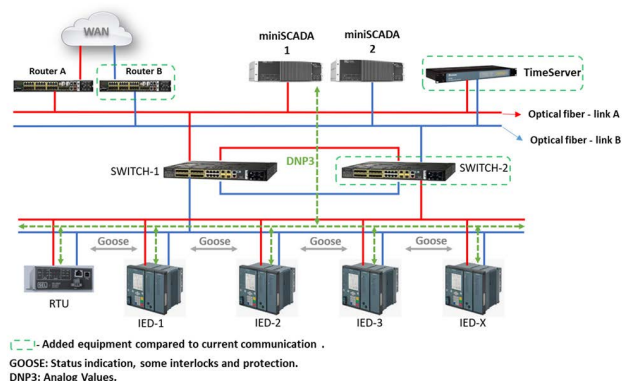 WAN
Router A
Router B
miniSCADA
1
miniSCADA
2
TimeServer
Optical fiber - link A
Optical fiber - link B
SWITCH-1
DNP3
SWITCH-2
Goose
Goose
Goose
Goose
RTU
IED-1
IED-2
IED-3
IED-X
- Added equipment compared to current communication .
GOOSE: Status indication, some interlocks and protection.
DNP3: Analog Values.